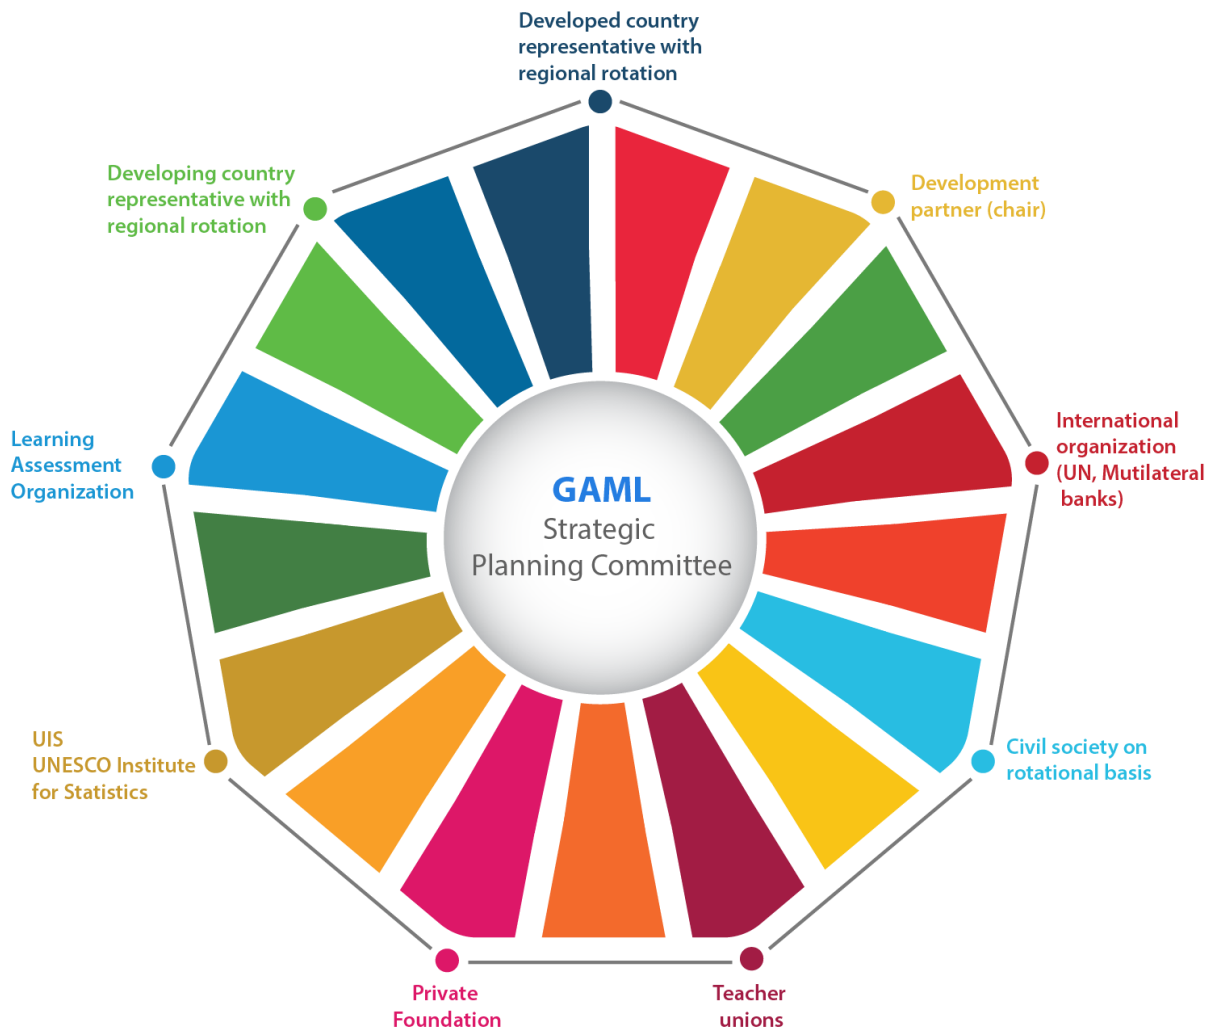 Developed country
representative with
regional rotation
Developing country
representative with
regional rotation
Development
partner (chair)
Learning
Assessment
Organization
International
organization
(UN, Mutilateral
banks)
GAML
Strategic
Planning Committee
UIS
UNESCO Institute
for Statistics
Civil society on
rotational basis
Private
Foundation
Teacher
unions